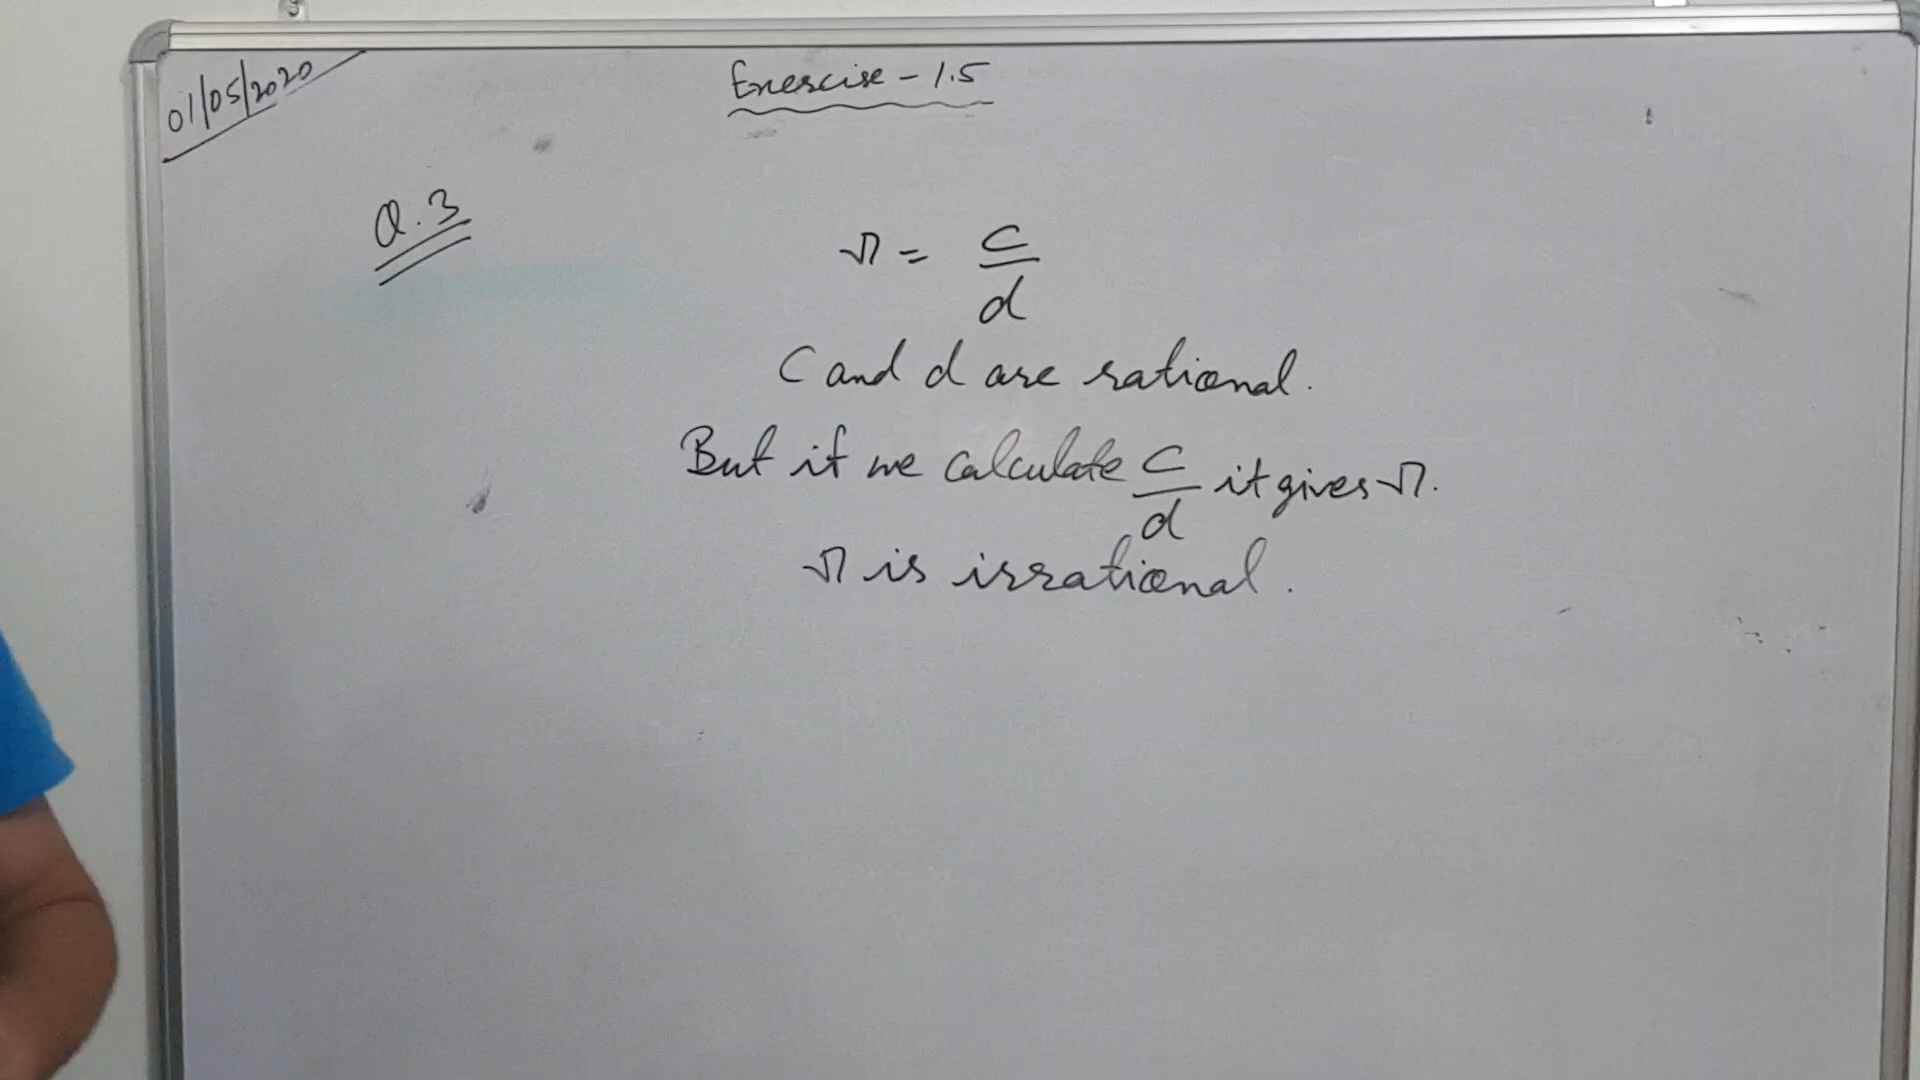 01/05/2020
Exercise - 1.5
Q.3
π = c/d
C and d are rational.
But if we calculate c/d it gives π.
π is irrational.